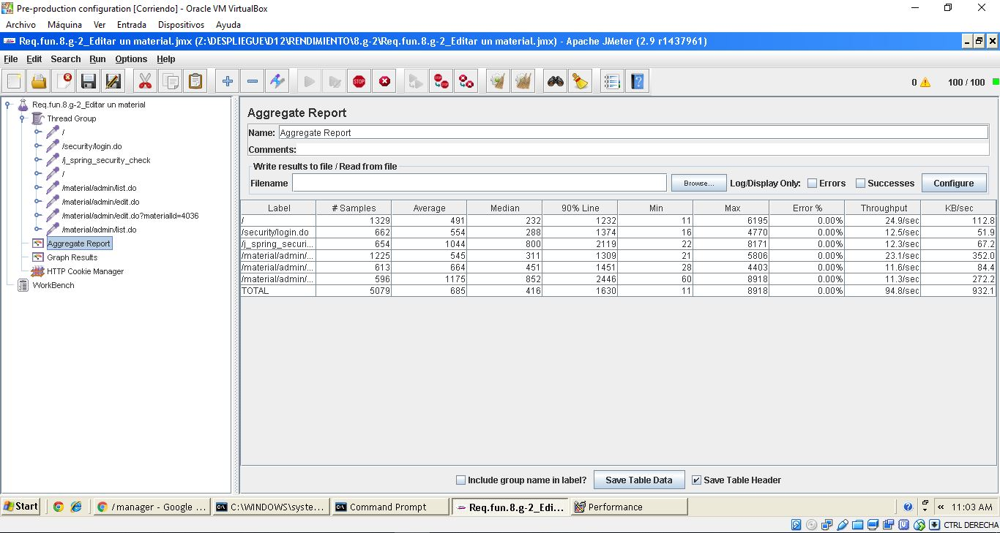 Pre-production configuration [Corriendo] - Oracle VM VirtualBox
Archivo Máquina Ver Entrada Dispositivos Ayuda
Req.fun.8.g-2_Editar un material.jmx (Z:\DESPLIEGUE\D12\RENDIMIENTO\8.g-2\Req.fun.8.g-2_Editar un material.jmx) - Apache JMeter (2.9 r1437961)
File Edit Search Run Options Help
STOP 0 100 / 100
Req.fun.8.g-2_Editar un material
Thread Group
/
/security/login.do
/j_spring_security_check
/
/material/admin/list.do
/material/admin/edit.do
/material/admin/edit.do?materialId=4036
/material/admin/list.do
Aggregate Report
Graph Results
HTTP Cookie Manager
WorkBench
Aggregate Report
Name: Aggregate Report
Comments:
Write results to file / Read from file
Filename Browse... Log/Display Only: Errors Successes Configure
Label # Samples Average Median 90% Line Min Max Error % Throughput KB/sec
/ 1329 491 232 1232 11 6195 0.00% 24.9/sec 112.8
/security/login.do 662 554 288 1374 16 4770 0.00% 12.5/sec 51.9
/j_spring_securi... 654 1044 800 2119 22 8171 0.00% 12.3/sec 67.2
/material/admin/... 1225 545 311 1309 21 5806 0.00% 23.1/sec 352.0
/material/admin/... 613 664 451 1451 28 4403 0.00% 11.6/sec 84.4
/material/admin/... 596 1175 852 2446 60 8918 0.00% 11.3/sec 272.2
TOTAL 5079 685 416 1630 11 8918 0.00% 94.8/sec 932.1
Include group name in label? Save Table Data Save Table Header
Start /manager - Google ... C:\WINDOWS\syste... Command Prompt Req.fun.8.g-2_Edi... Performance « 11:03 AM
CTRL DERECHA